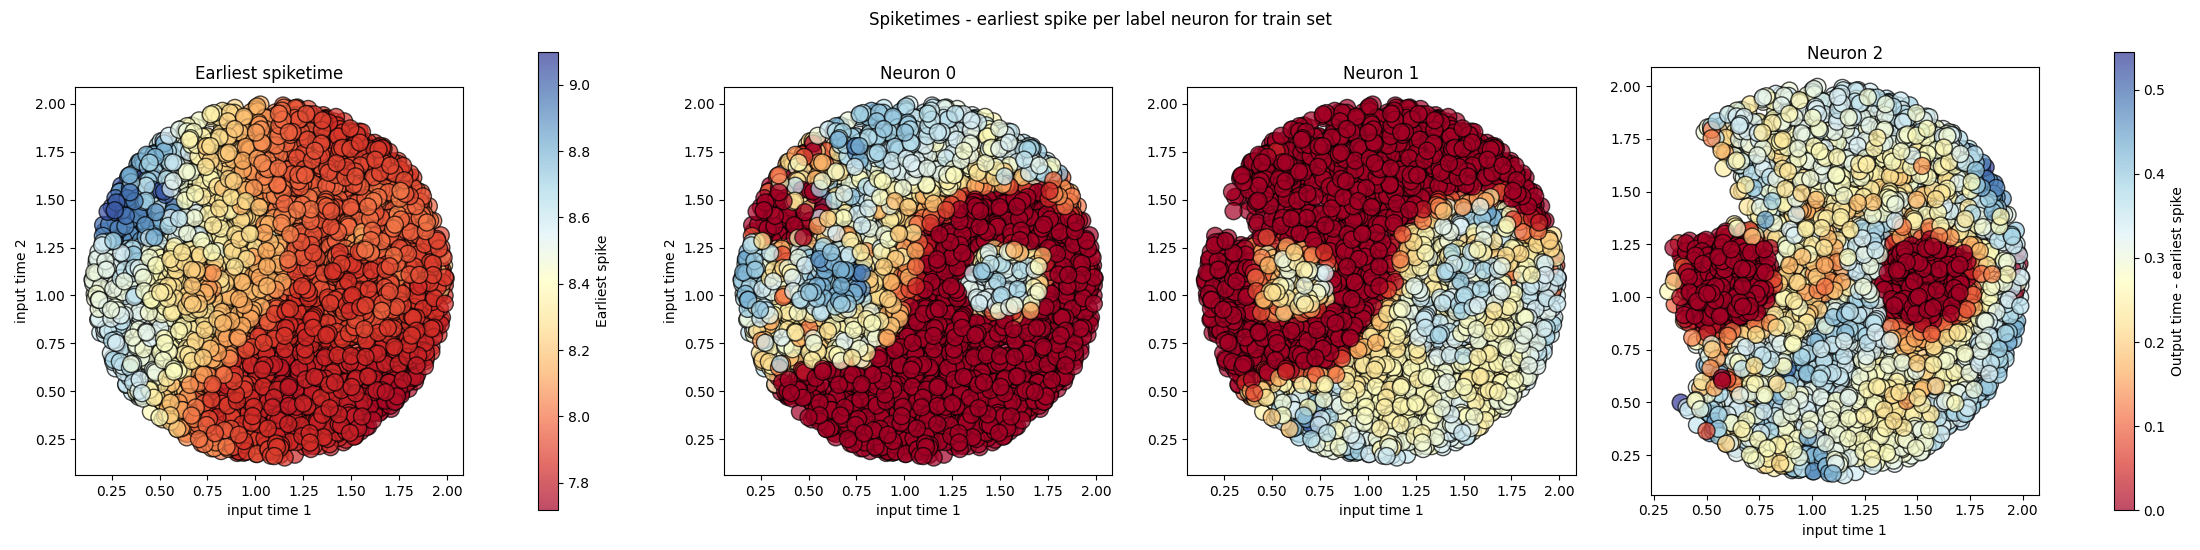 Spiketimes - earliest spike per label neuron for train set
Earliest spiketime
2.00
1.75
1.50
1.25
1.00
0.75
0.50
0.25
input time 2
0.25 0.50 0.75 1.00 1.25 1.50 1.75 2.00
input time 1
9.0
8.8
8.6
8.4
8.2
8.0
7.8
Earliest spike
Neuron 0
2.00
1.75
1.50
1.25
1.00
0.75
0.50
0.25
input time 2
0.25 0.50 0.75 1.00 1.25 1.50 1.75 2.00
input time 1
Neuron 1
2.00
1.75
1.50
1.25
1.00
0.75
0.50
0.25
0.25 0.50 0.75 1.00 1.25 1.50 1.75 2.00
input time 1
Neuron 2
2.00
1.75
1.50
1.25
1.00
0.75
0.50
0.25
0.25 0.50 0.75 1.00 1.25 1.50 1.75 2.00
input time 1
0.5
0.4
0.3
0.2
0.1
0.0
Output time - earliest spike